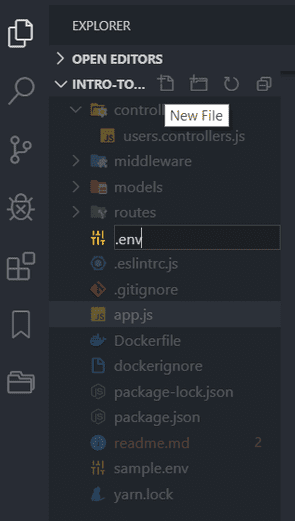 EXPLORER
OPEN EDITORS
INTRO-TO...
controll
New File
users.controllers.js
middleware
models
routes
.env
.eslintrc.js
.gitignore
app.js
Dockerfile
dockerignore
package-lock.json
package.json
readme.md 2
sample.env
yarn.lock